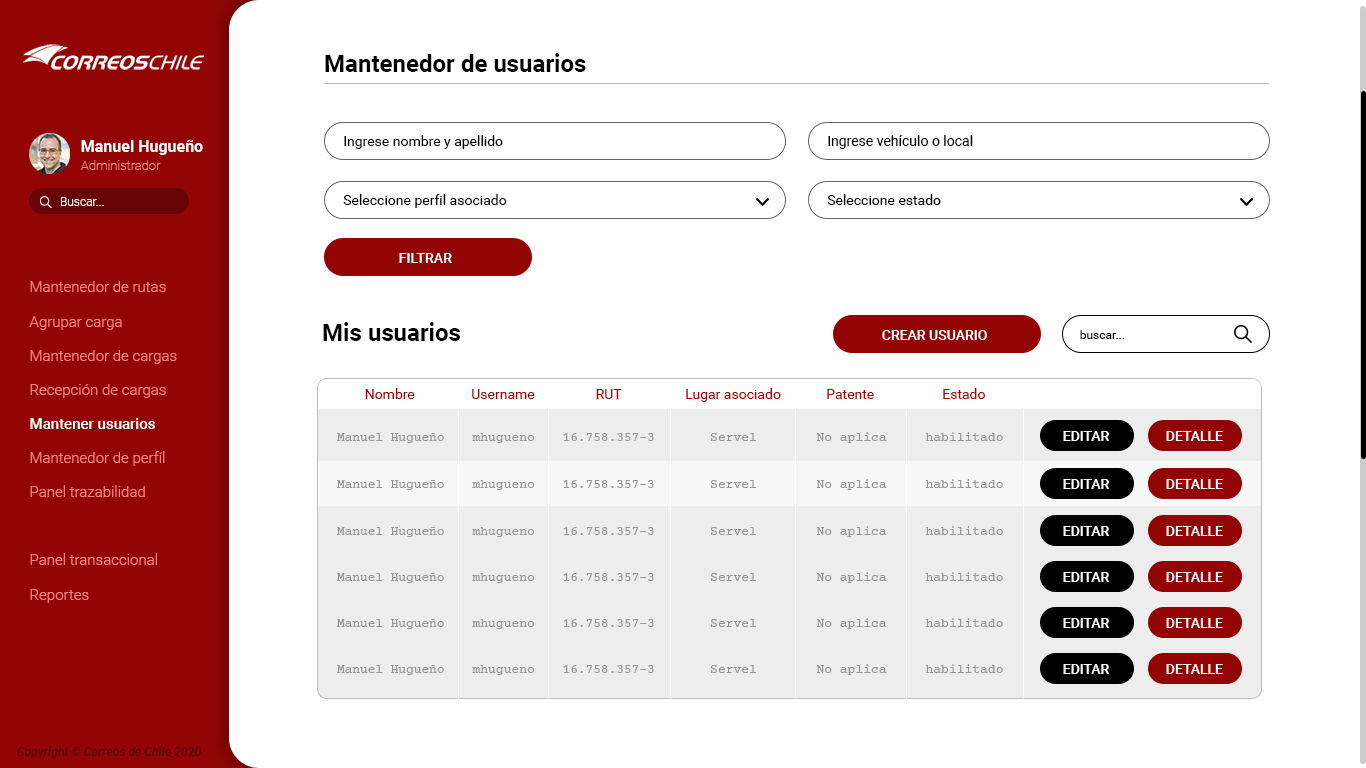 CORREOSCHILE
Manuel Hugueño
Administrador
Buscar...
Mantenedor de rutas
Agrupar carga
Mantenedor de cargas
Recepción de cargas
Mantener usuarios
Mantenedor de perfíl
Panel trazabilidad
Panel transaccional
Reportes
Copyright © Correos de Chile 2020
Mantenedor de usuarios
Ingrese nombre y apellido
Ingrese vehículo o local
Seleccione perfil asociado
Seleccione estado
FILTRAR
Mis usuarios
CREAR USUARIO
buscar...
Nombre Username RUT Lugar asociado Patente Estado
Manuel Hugueño mhugueno 16.758.357-3 Servel No aplica habilitado EDITAR DETALLE
Manuel Hugueño mhugueno 16.758.357-3 Servel No aplica habilitado EDITAR DETALLE
Manuel Hugueño mhugueno 16.758.357-3 Servel No aplica habilitado EDITAR DETALLE
Manuel Hugueño mhugueno 16.758.357-3 Servel No aplica habilitado EDITAR DETALLE
Manuel Hugueño mhugueno 16.758.357-3 Servel No aplica habilitado EDITAR DETALLE
Manuel Hugueño mhugueno 16.758.357-3 Servel No aplica habilitado EDITAR DETALLE